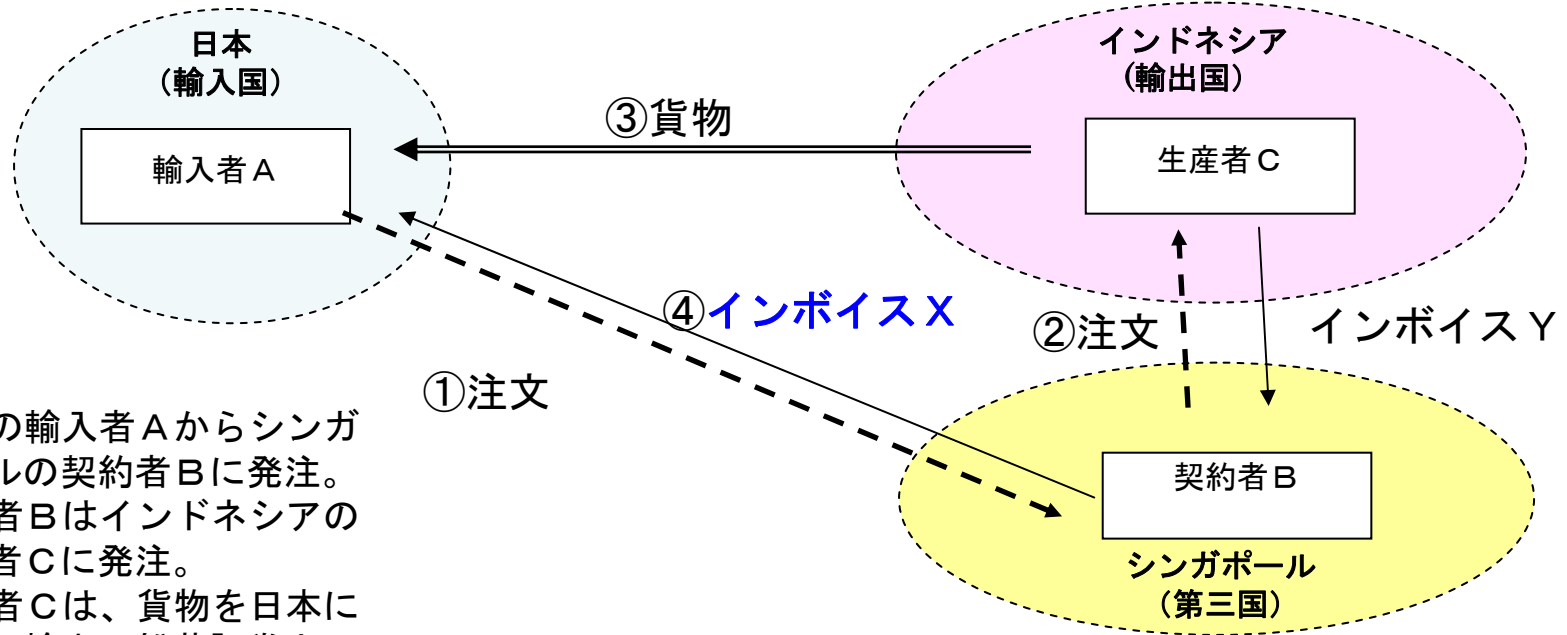 日本
（輸入国）
インドネシア
（輸出国）
③貨物
輸入者Ａ
生産者Ｃ
④インボイスＸ
②注文
インボイスＹ
①注文
の輸入者Ａからシンガ
ルの契約者Ｂに発注。
者Ｂはインドネシアの
者Ｃに発注。
者Ｃは、貨物を日本に
契約者Ｂ
シンガポール
（第三国）